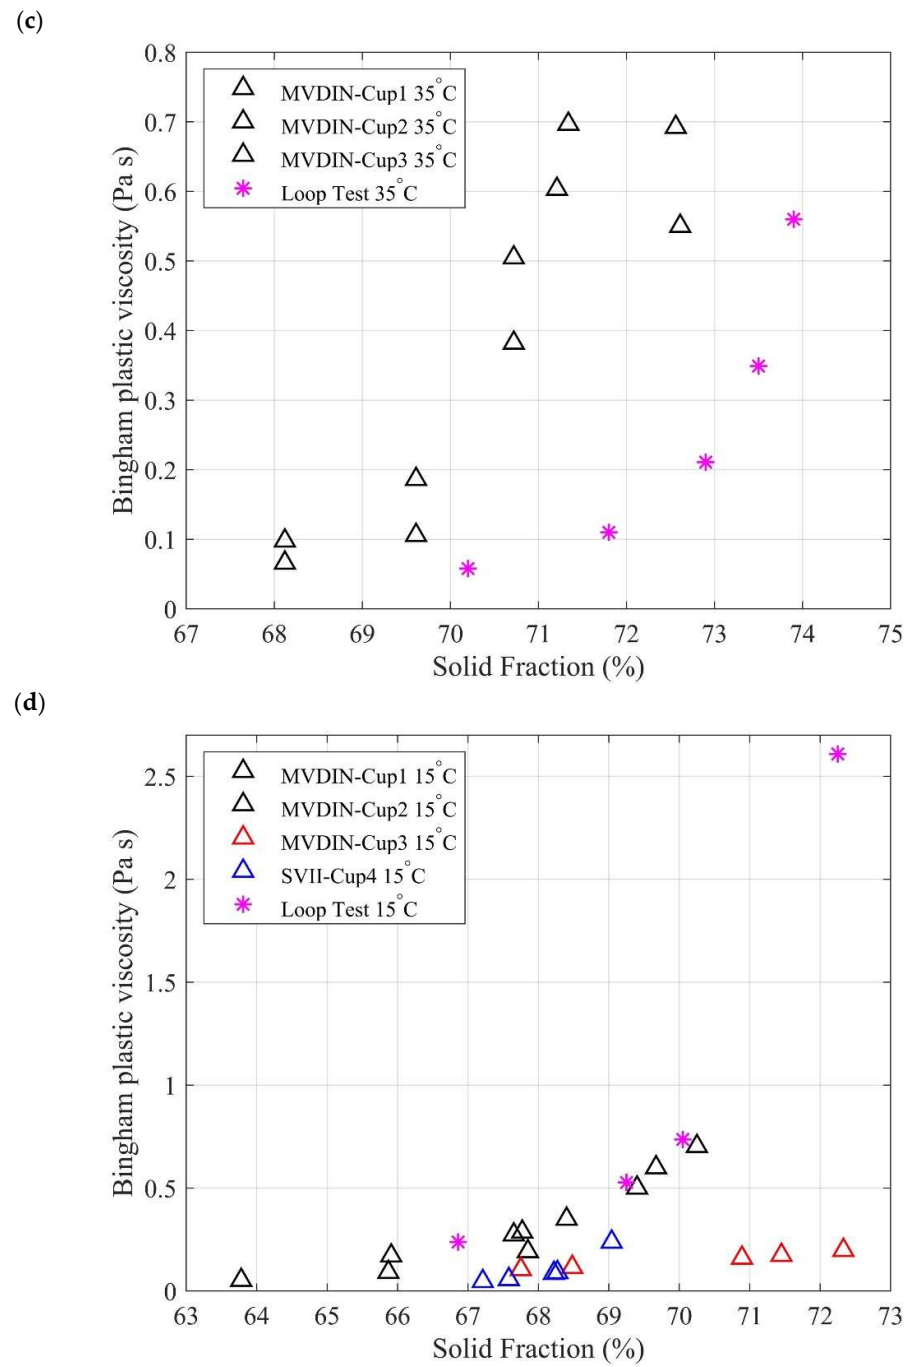 (c)
0.8
0.7
0.6
0.5
0.4
0.3
0.2
0.1
0
Bingham plastic viscosity (Pa s)
MVDIN-Cup1 35°C
MVDIN-Cup2 35°C
MVDIN-Cup3 35°C
Loop Test 35°C
67 68 69 70 71 72 73 74 75
Solid Fraction (%)
(d)
2.5
2
1.5
1
0.5
0
Bingham plastic viscosity (Pa s)
MVDIN-Cup1 15°C
MVDIN-Cup2 15°C
MVDIN-Cup3 15°C
SVII-Cup4 15°C
Loop Test 15°C
63 64 65 66 67 68 69 70 71 72 73
Solid Fraction (%)